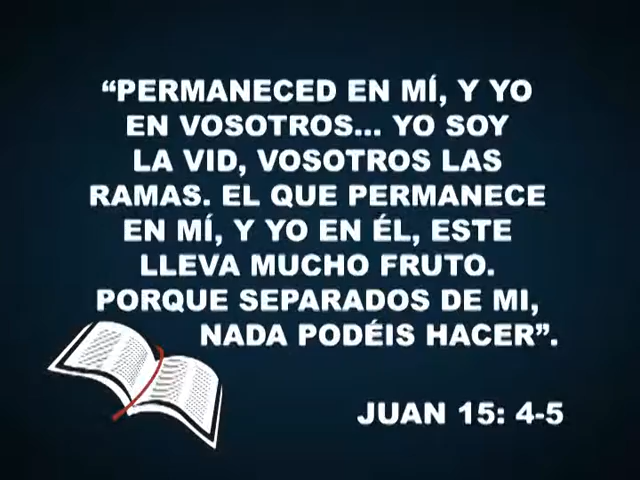 “PERMANECED EN MÍ, Y YO
EN VOSOTROS... YO SOY
LA VID, VOSOTROS LAS
RAMAS. EL QUE PERMANECE
EN MÍ, Y YO EN ÉL, ESTE
LLEVA MUCHO FRUTO.
PORQUE SEPARADOS DE MI,
NADA PODÉIS HACER”.
JUAN 15: 4-5